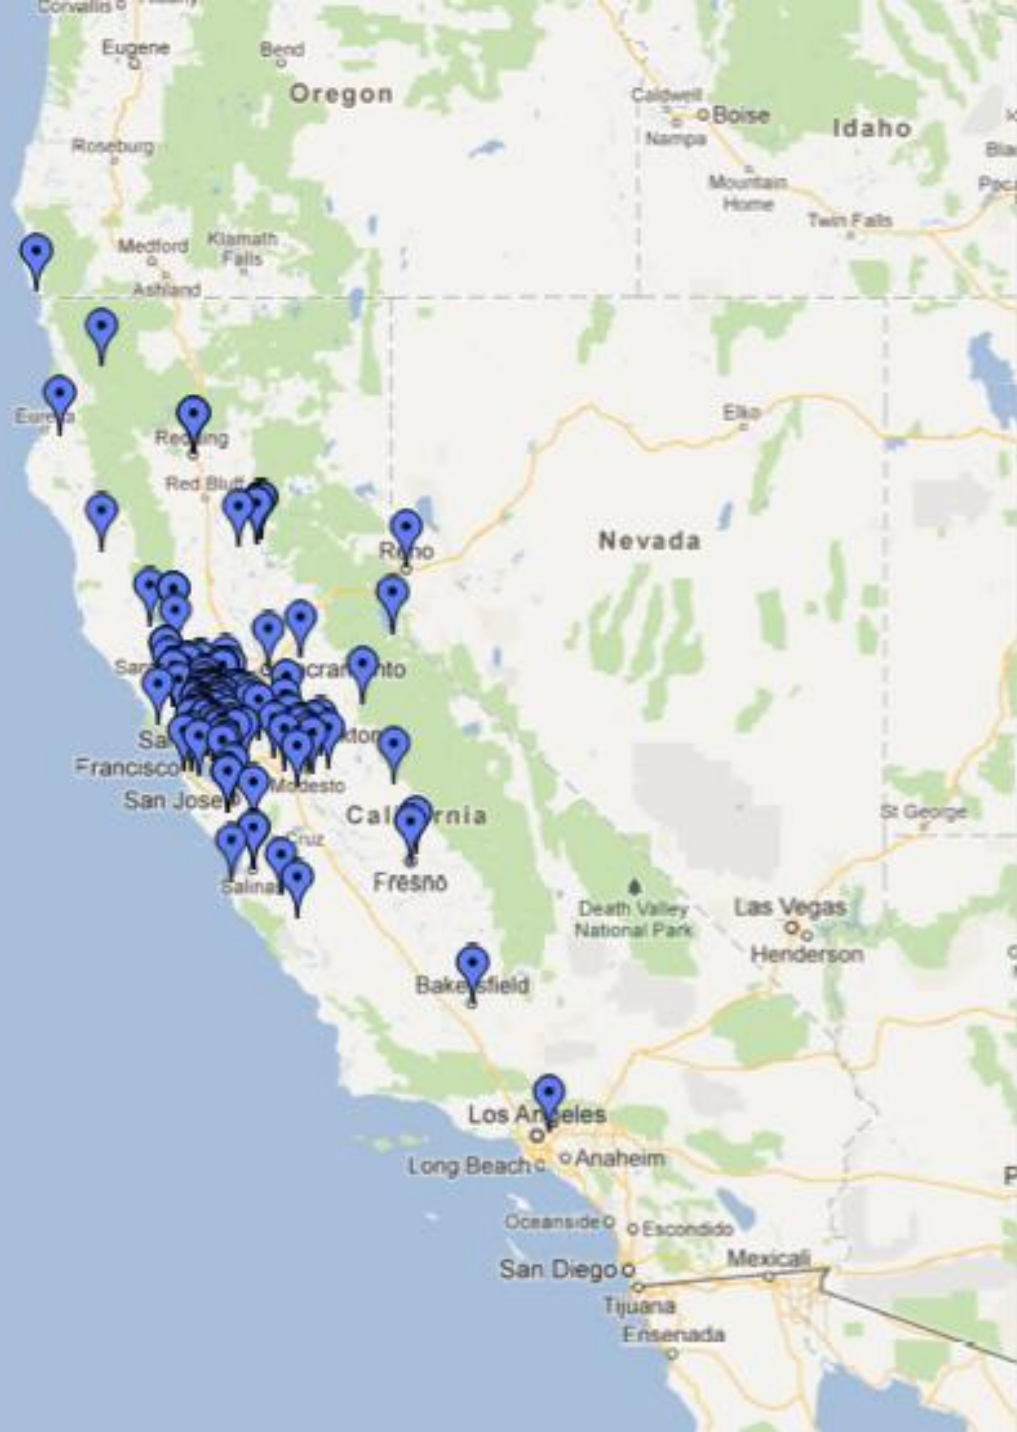 Corvallis
Eugene
Bend
Oregon
Caldwell
Boise
Nampa
Idaho
Roseburg
Mountain
Home
Twin Falls
Medford
Klamath
Falls
Ashland
Elko
Red Bluff
Nevada
Francisco
San Jose
Modesto
St George
Cruz
Fresno
Death Valley
National Park
Las Vegas
Henderson
Los Angeles
Long Beach
Anaheim
Oceanside
Escondido
San Diego
Mexicali
Tijuana
Ensenada